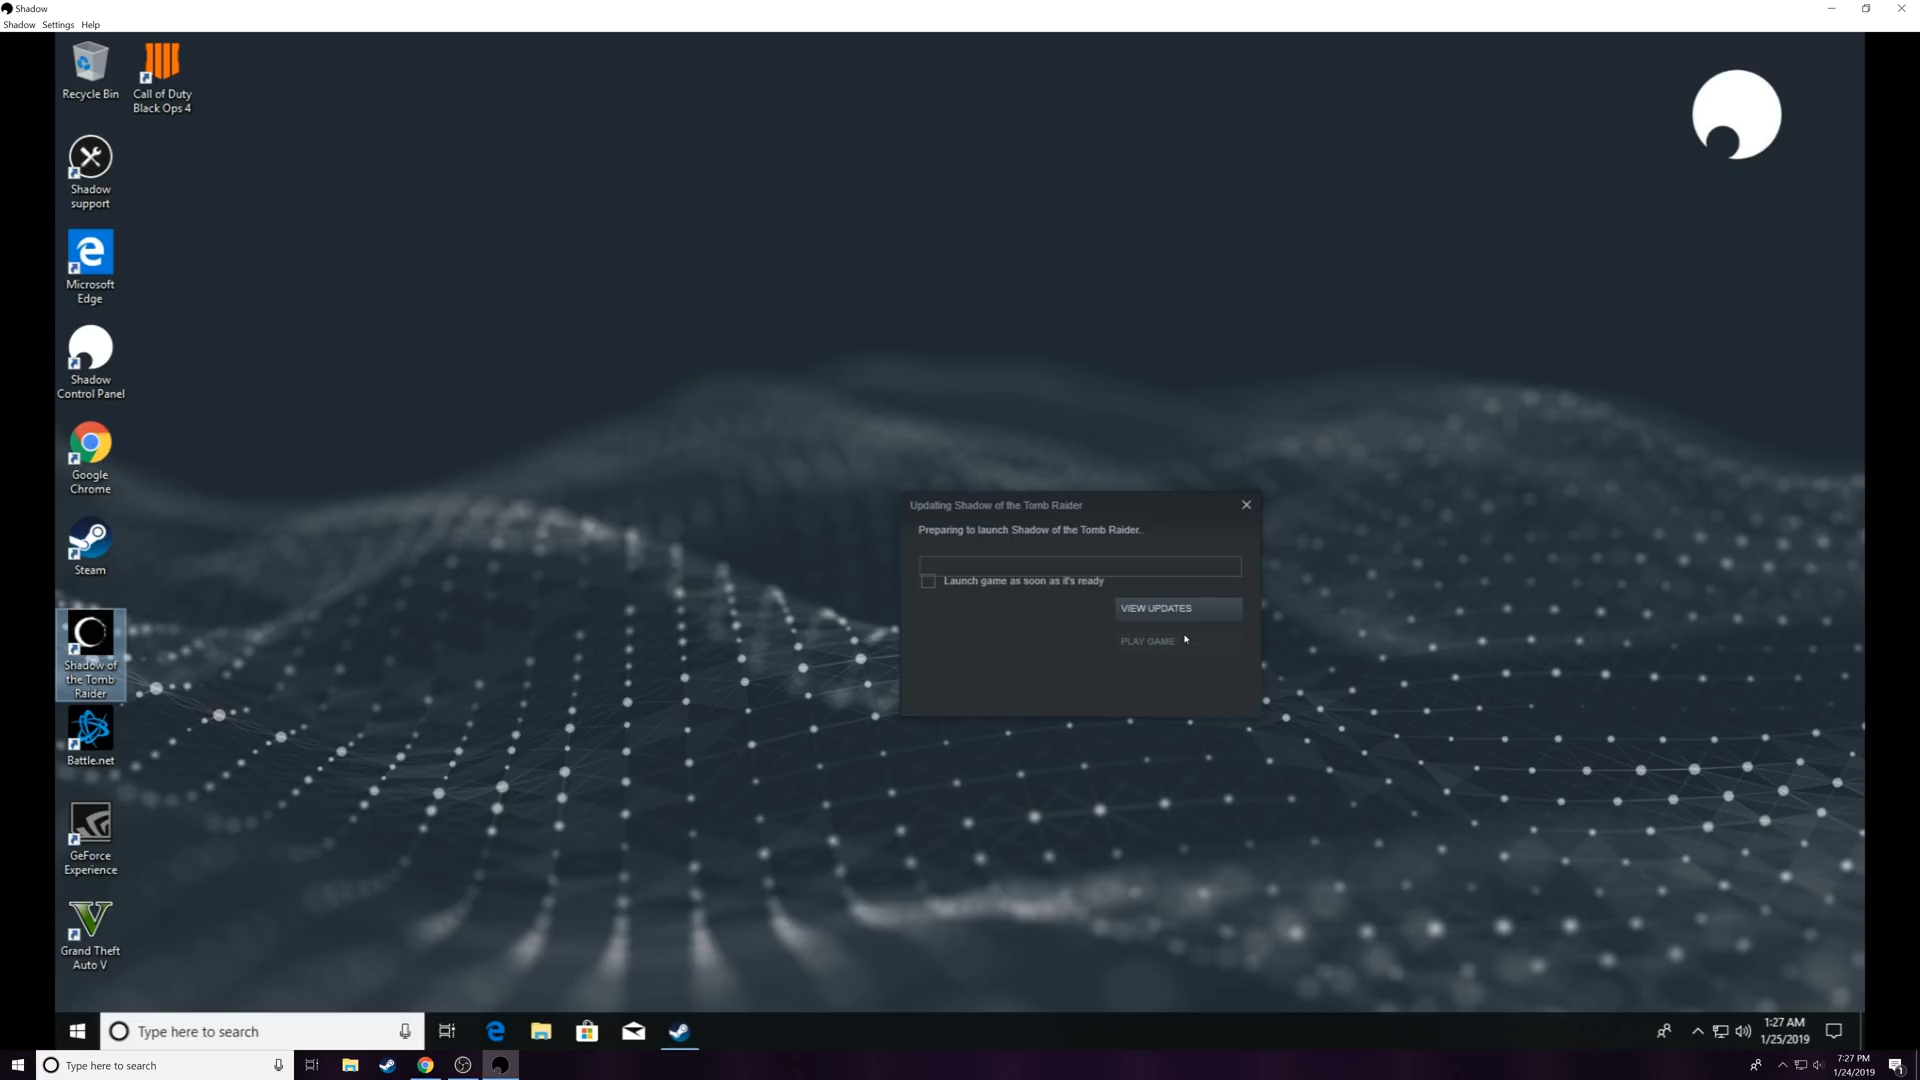 Shadow
Shadow Settings Help
Recycle Bin
Call of Duty
Black Ops 4
Shadow
support
Microsoft
Edge
Shadow
Control Panel
Google
Chrome
Steam
Shadow of
the Tomb
Raider
Battle.net
GeForce
Experience
Grand Theft
Auto V
Updating Shadow of the Tomb Raider
Preparing to launch Shadow of the Tomb Raider..
Launch game as soon as it's ready
VIEW UPDATES
PLAY GAME
Type here to search
1:27 AM
1/25/2019
Type here to search
7:27 PM
1/24/2019
1